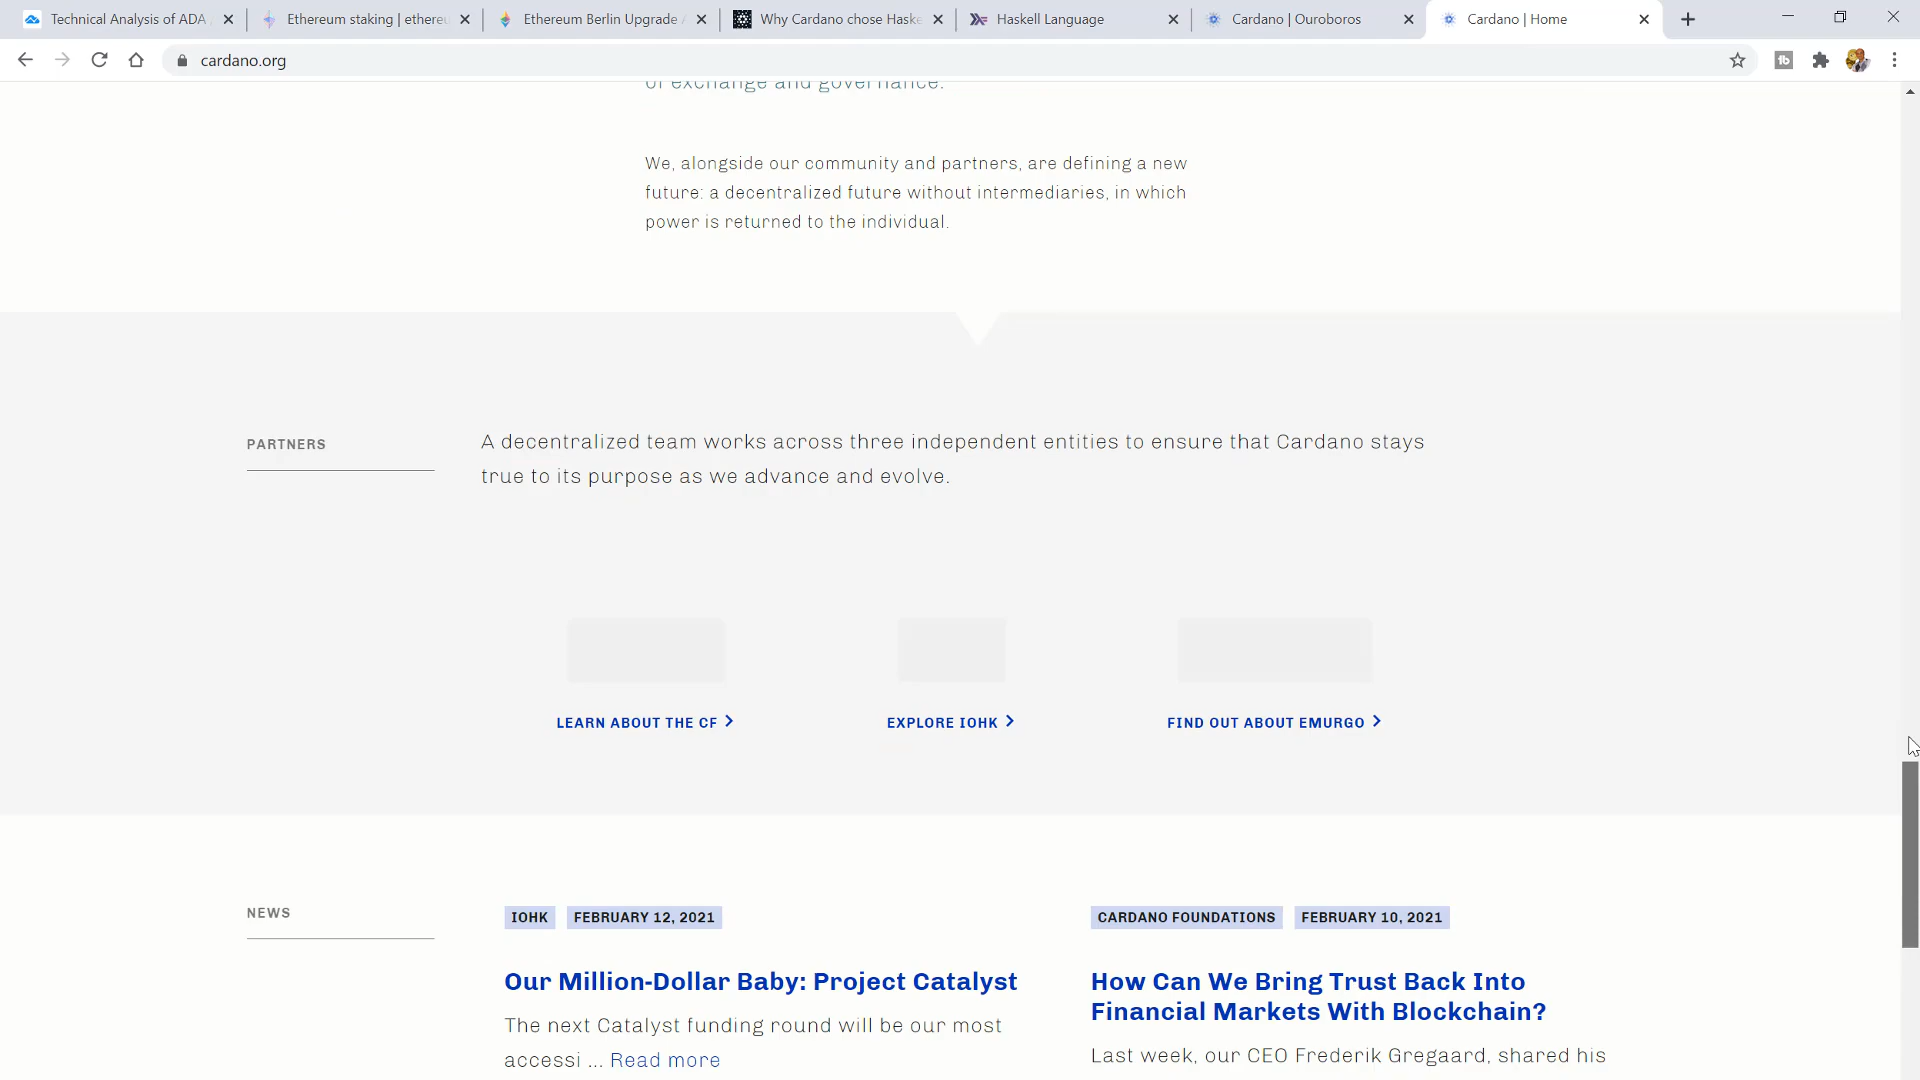 Technical Analysis of ADA
Ethereum staking | ethere
Ethereum Berlin Upgrade
Why Cardano chose Haske
Haskell Language
Cardano | Ouroboros
Cardano | Home
cardano.org
of exchange and governance.
We, alongside our community and partners, are defining a new
future: a decentralized future without intermediaries, in which
power is returned to the individual.
PARTNERS
A decentralized team works across three independent entities to ensure that Cardano stays
true to its purpose as we advance and evolve.
LEARN ABOUT THE CF
EXPLORE IOHK
FIND OUT ABOUT EMURGO
NEWS
IOHK FEBRUARY 12, 2021
Our Million-Dollar Baby: Project Catalyst
The next Catalyst funding round will be our most
accessi ... Read more
CARDANO FOUNDATIONS FEBRUARY 10, 2021
How Can We Bring Trust Back Into
Financial Markets With Blockchain?
Last week, our CEO Frederik Gregaard, shared his